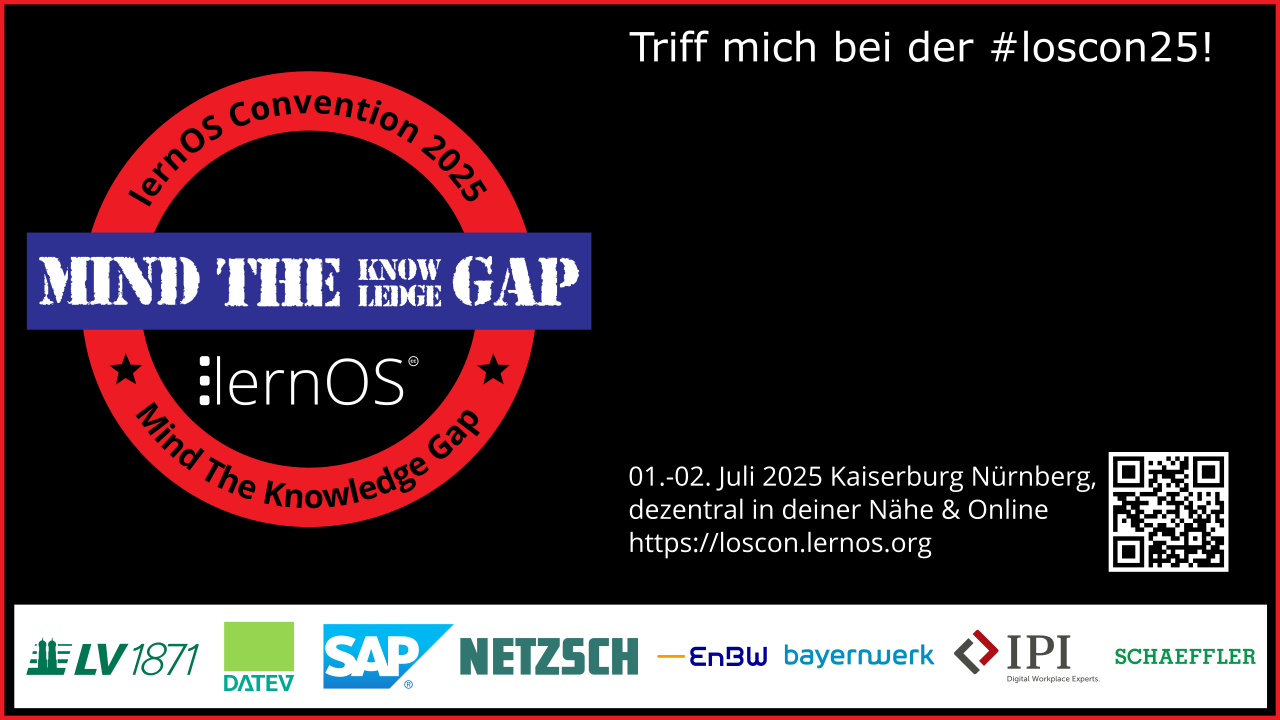 Triff mich bei der #loscon25!
lernOS Convention 2025
MIND THE KNOW GAP
LEDGE
lernOS
Mind The Knowledge Gap
01.-02. Juli 2025 Kaiserburg Nürnberg,
dezentral in deiner Nähe & Online
https://loscon.lernos.org
LV 1871 DATEV SAP® NETZSCH EnBW bayernwerk IPI SCHAEFFLER
Digital Workplace Experts.